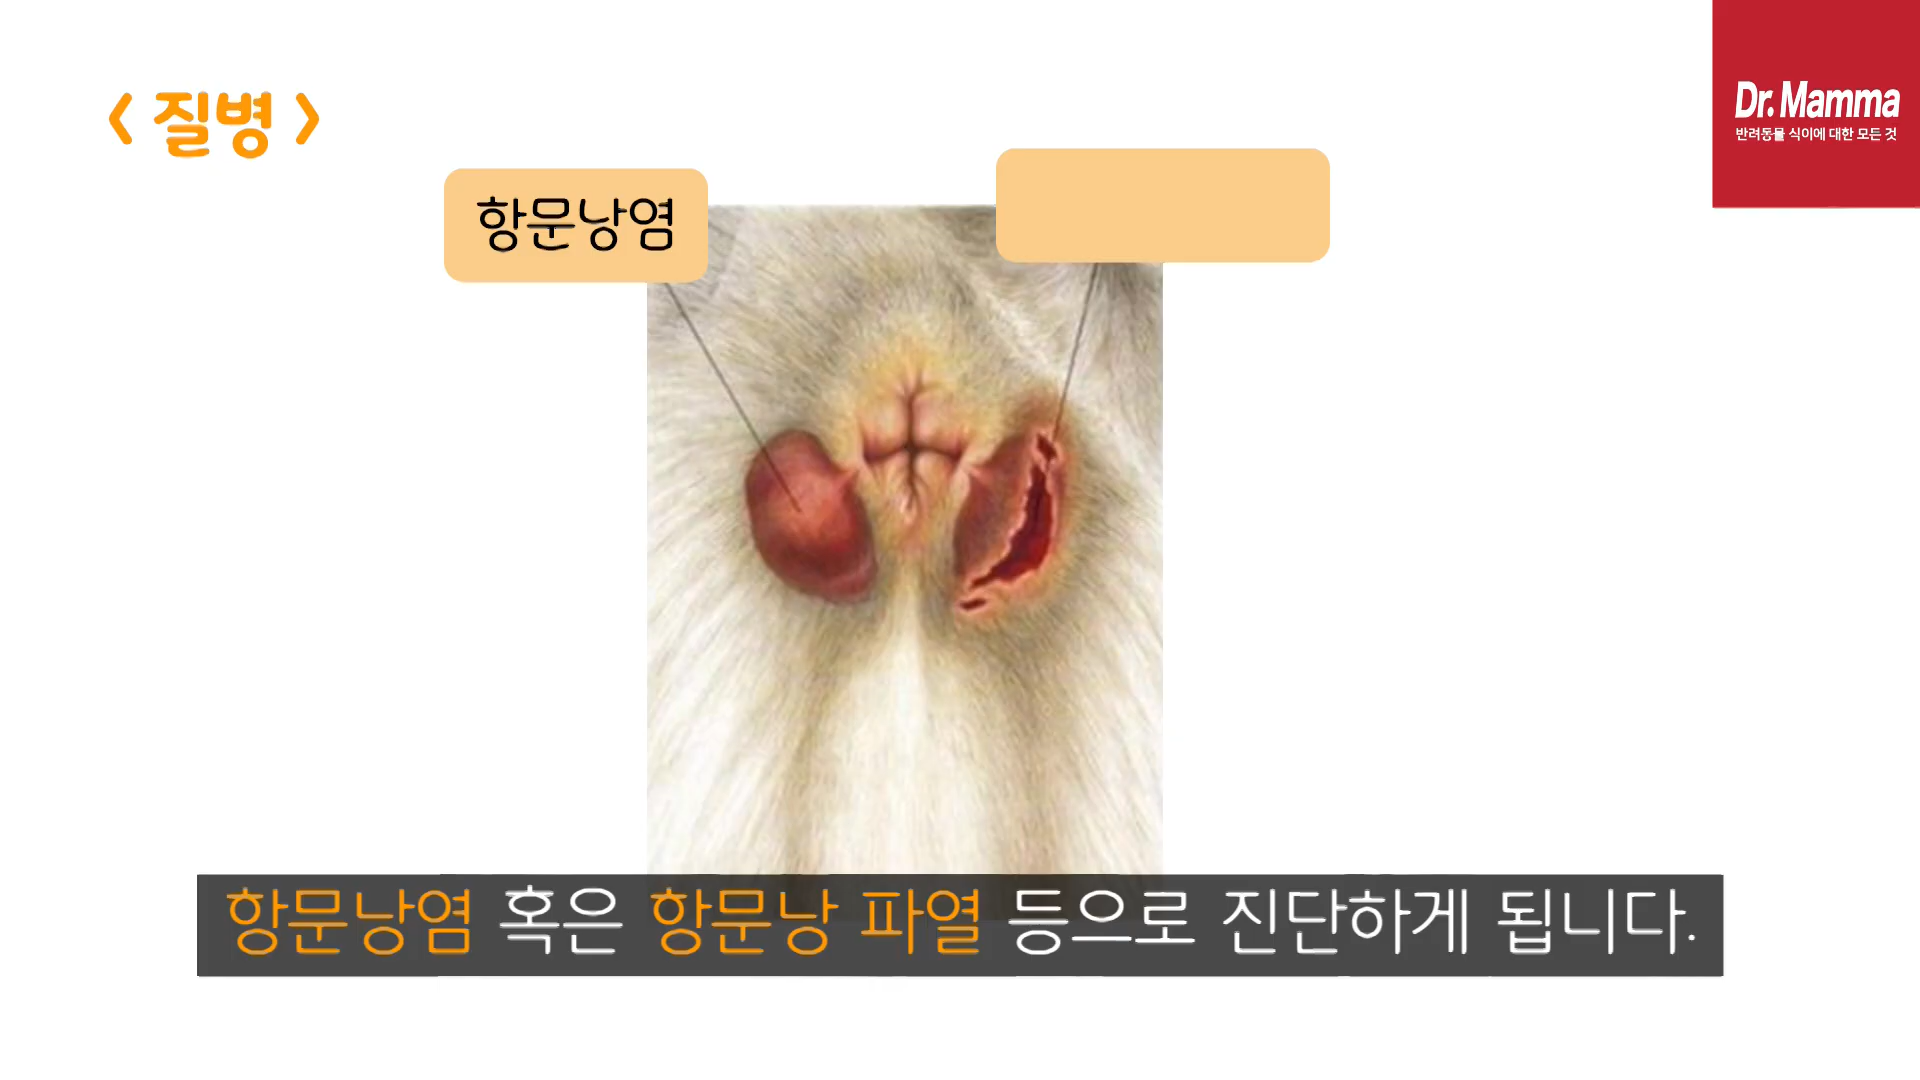 < 질병 >
Dr. Mamma
반려동물 식이에 대한 모든 것
항문낭염
항문낭염 혹은 항문낭 파열 등으로 진단하게 됩니다.